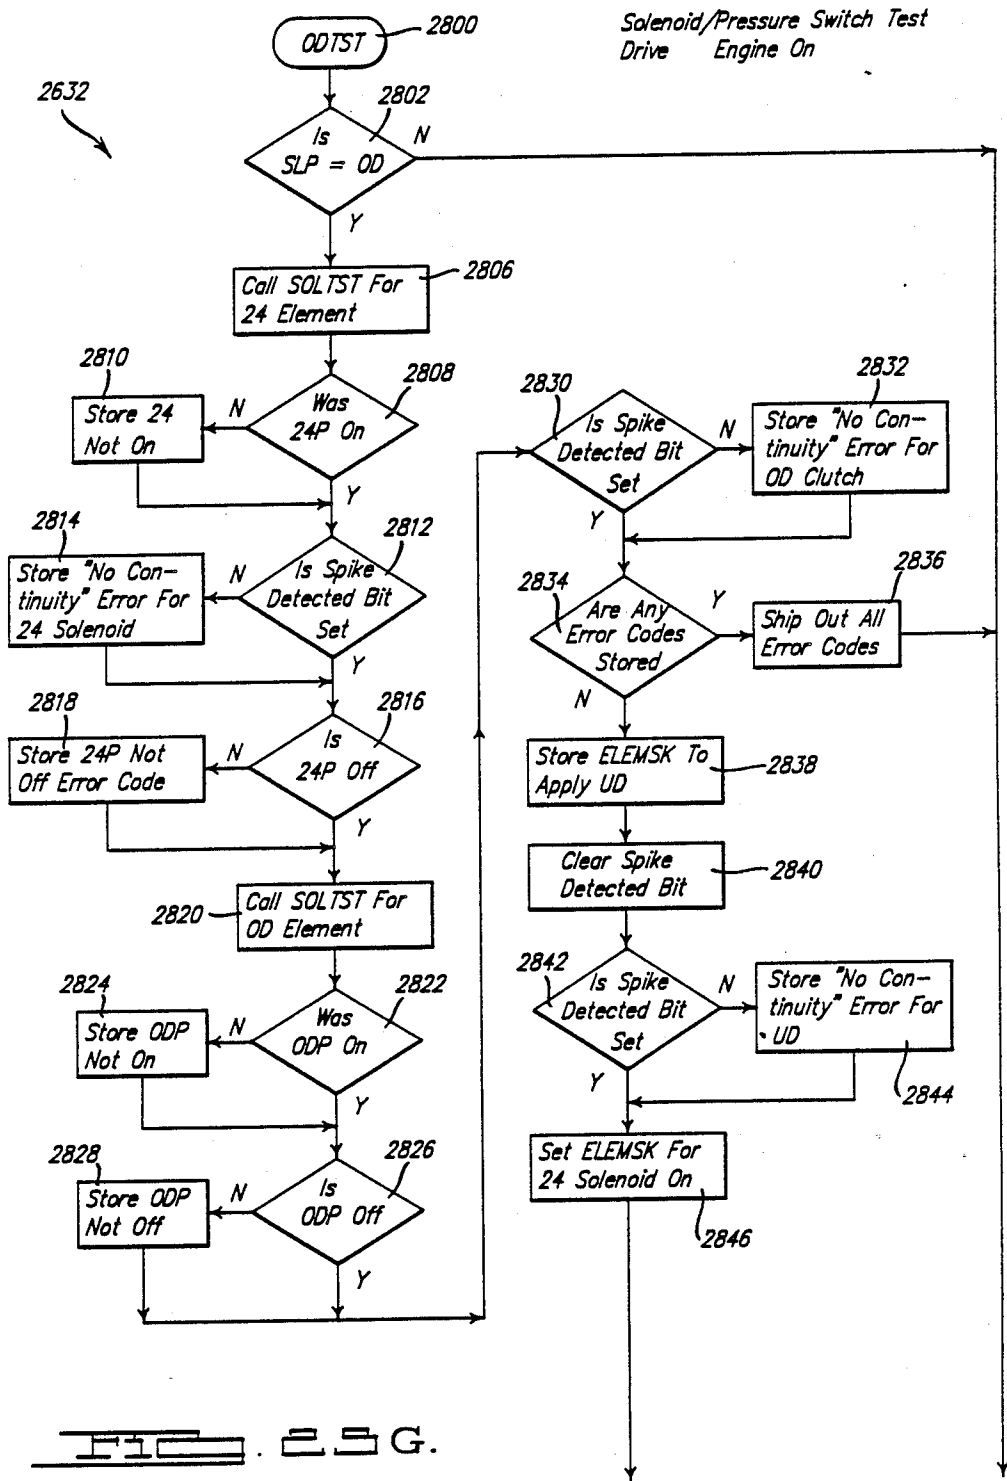 ODTST
2800
Solenoid/Pressure Switch Test
Drive Engine On
2632
2802
Is
SLP = OD
N
Y
2806
Call SOLTST For
24 Element
2810
Store 24
Not On
N
2808
Was
24P On
Y
2814
Store "No Con-
tinuity" Error For
24 Solenoid
N
2812
Is Spike
Detected Bit
Set
Y
2818
Store 24P Not
Off Error Code
N
2816
Is
24P Off
Y
2820
Call SOLTST For
OD Element
2824
Store ODP
Not On
N
2822
Was
ODP On
Y
2828
Store ODP
Not Off
N
2826
Is
ODP Off
Y
2830
Is Spike
Detected Bit
Set
N
Y
2832
Store "No Con-
tinuity" Error For
OD Clutch
2834
Are Any
Error Codes
Stored
Y
N
2836
Ship Out All
Error Codes
Store ELEMSK To
Apply UD
2838
Clear Spike
Detected Bit
2840
2842
Is Spike
Detected Bit
Set
N
Y
Store "No Con-
tinuity" Error For
UD
2844
Set ELEMSK For
24 Solenoid On
2846
G.